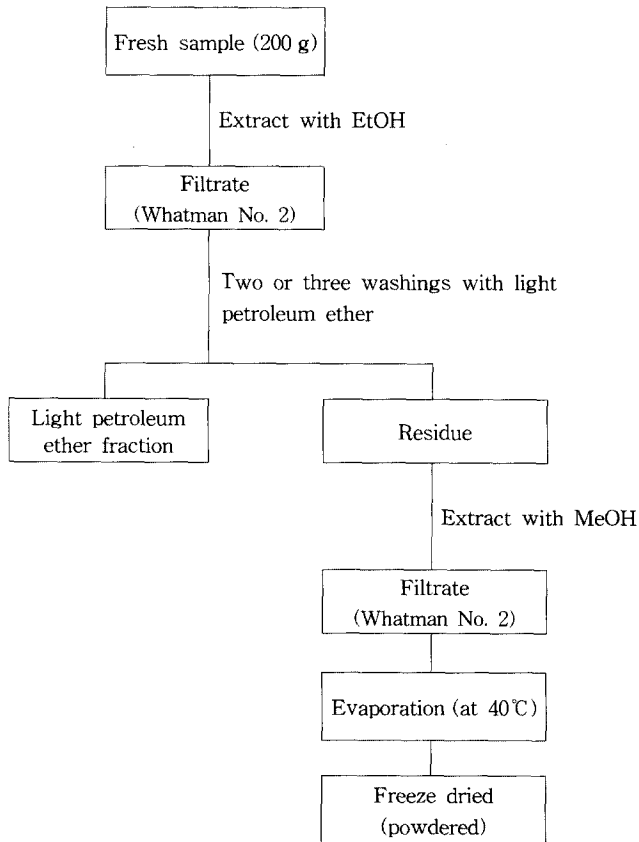 Fresh sample (200 g)
Extract with EtOH
Filtrate
(Whatman No. 2)
Two or three washings with light
petroleum ether
Light petroleum
ether fraction
Residue
Extract with MeOH
Filtrate
(Whatman No. 2)
Evaporation (at 40℃)
Freeze dried
(powdered)